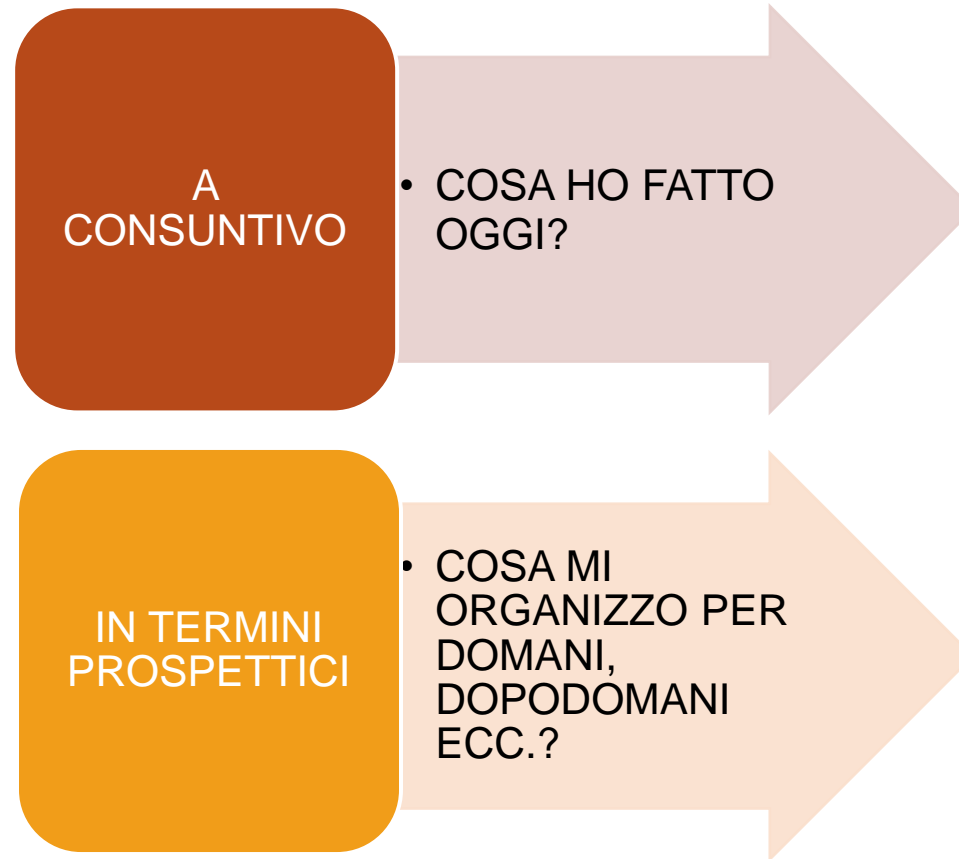 A
CONSUNTIVO
• COSA HO FATTO
OGGI?
IN TERMINI
PROSPETTICI
• COSA MI
ORGANIZZO PER
DOMANI,
DOPODOMANI
ECC.?